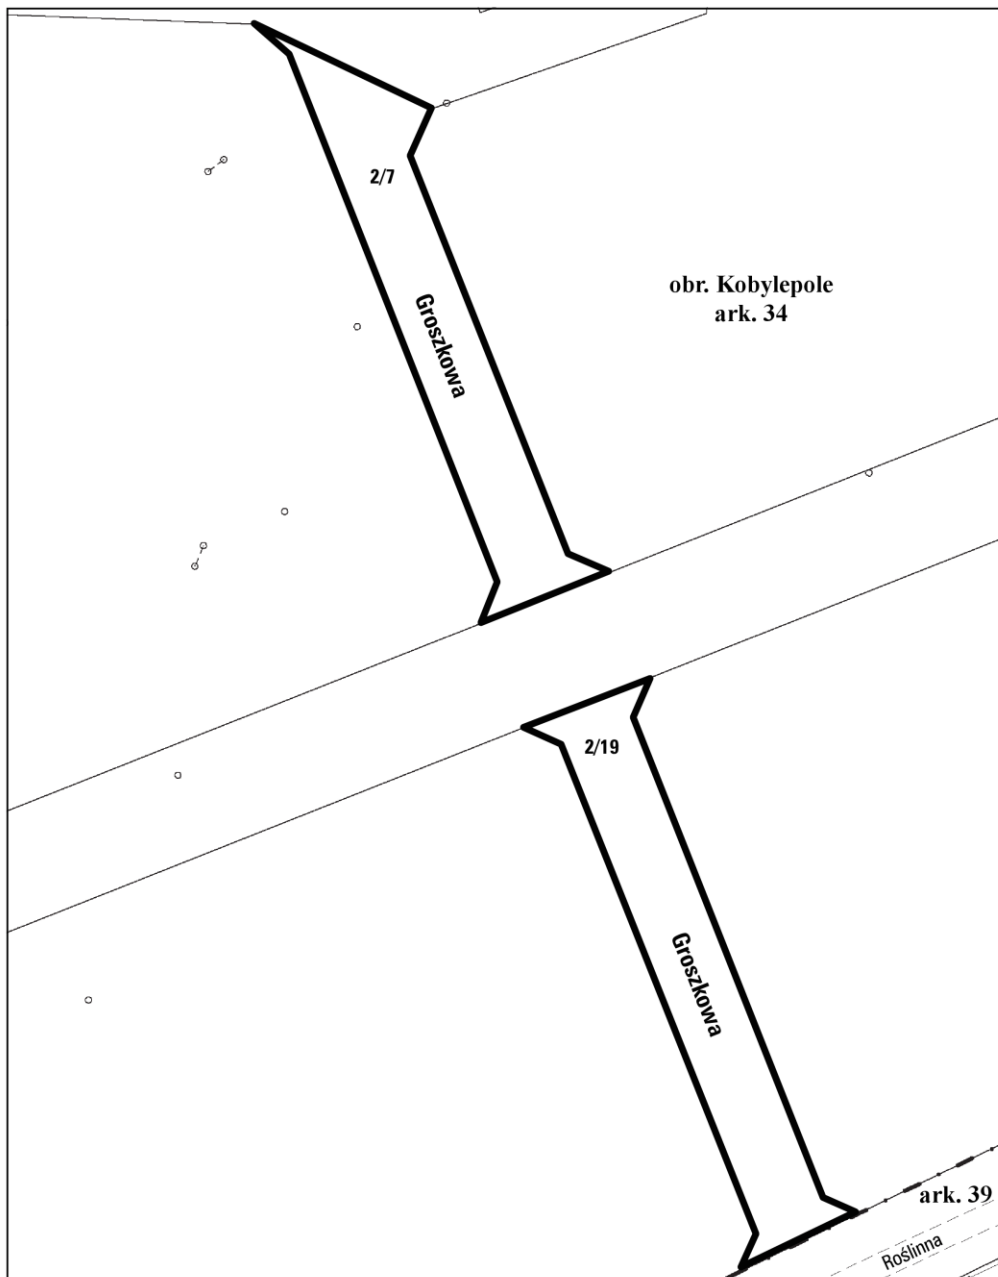 2/7
Groszkowa
obr. Kobylepole
ark. 34
2/19
Groszkowa
ark. 39
Roślinna